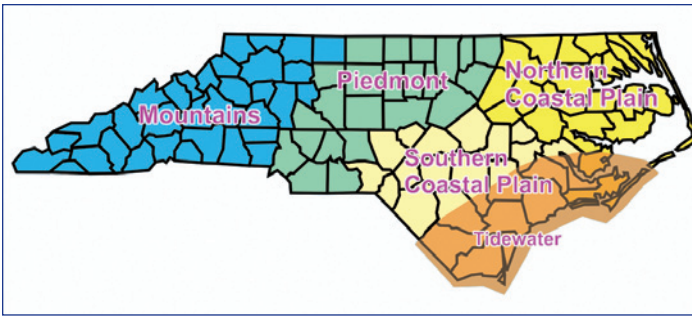 Mountains
Piedmont
Northern
Coastal Plain
Southern
Coastal Plain
Tidewater